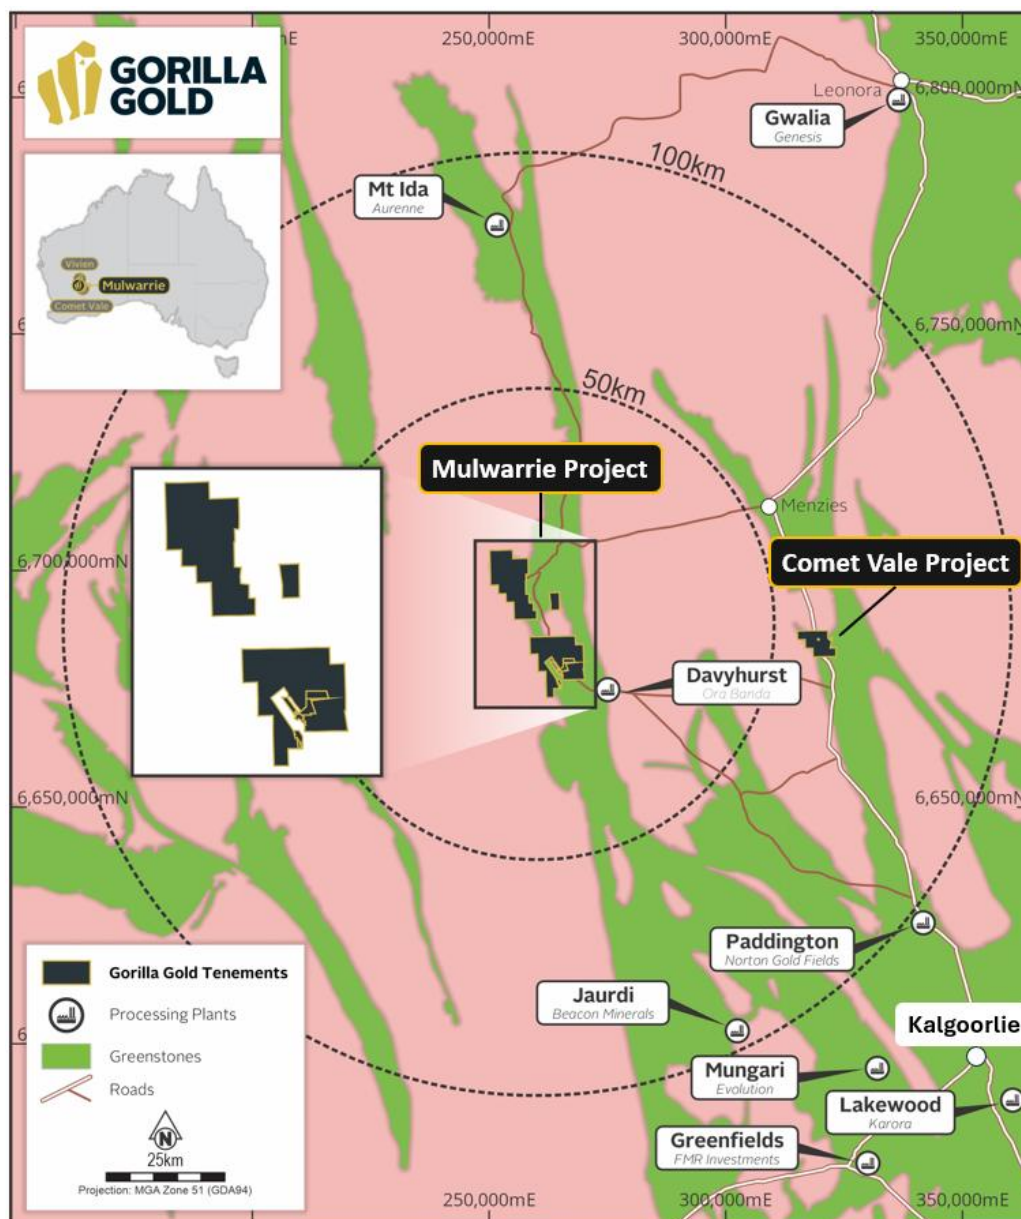 GORILLA
GOLD
mE
250,000mE
300,000mE
350,000mE
6,800,000mN
Leonora
Gwalia
Genesis
100km
Mt Ida
Aurenne
Vivien
Mulwarrie
Comet Vale
6,750,000mN
50km
Mulwarrie Project
Menzies
6,700,000mN
Comet Vale Project
Davyhurst
Ora Banda
6,650,000mN
6,650,000mN
Paddington
Norton Gold Fields
Jaurdi
Beacon Minerals
Kalgoorlie
Mungari
Evolution
Lakewood
Karora
Greenfields
FMR Investments
Gorilla Gold Tenements
Processing Plants
Greenstones
Roads
N
25km
Projection: MGA Zone 51 (GDA94)
250,000mE
300,000mE
350,000mE